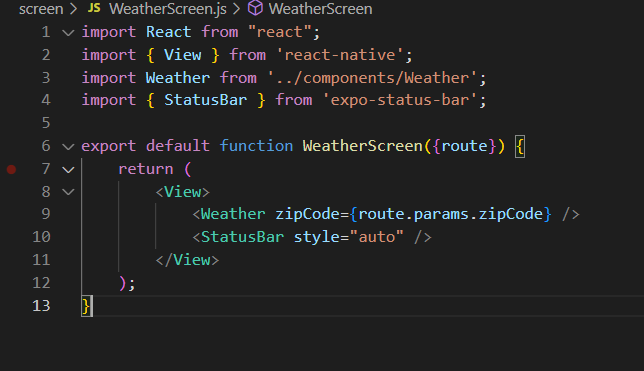 screen > JS WeatherScreen.js > WeatherScreen
1 import React from "react";
2 import { View } from 'react-native';
3 import Weather from '../components/Weather';
4 import { StatusBar } from 'expo-status-bar';
5
6 export default function WeatherScreen({route}) {
7 return (
8 <View>
9 <Weather zipCode={route.params.zipCode} />
10 <StatusBar style="auto" />
11 </View>
12 );
13 }